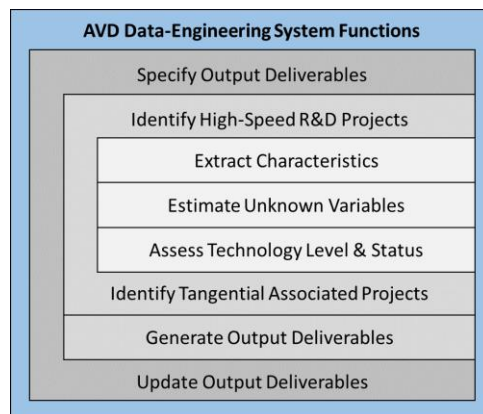 AVD Data-Engineering System Functions
Specify Output Deliverables
Identify High-Speed R&D Projects
Extract Characteristics
Estimate Unknown Variables
Assess Technology Level & Status
Identify Tangential Associated Projects
Generate Output Deliverables
Update Output Deliverables